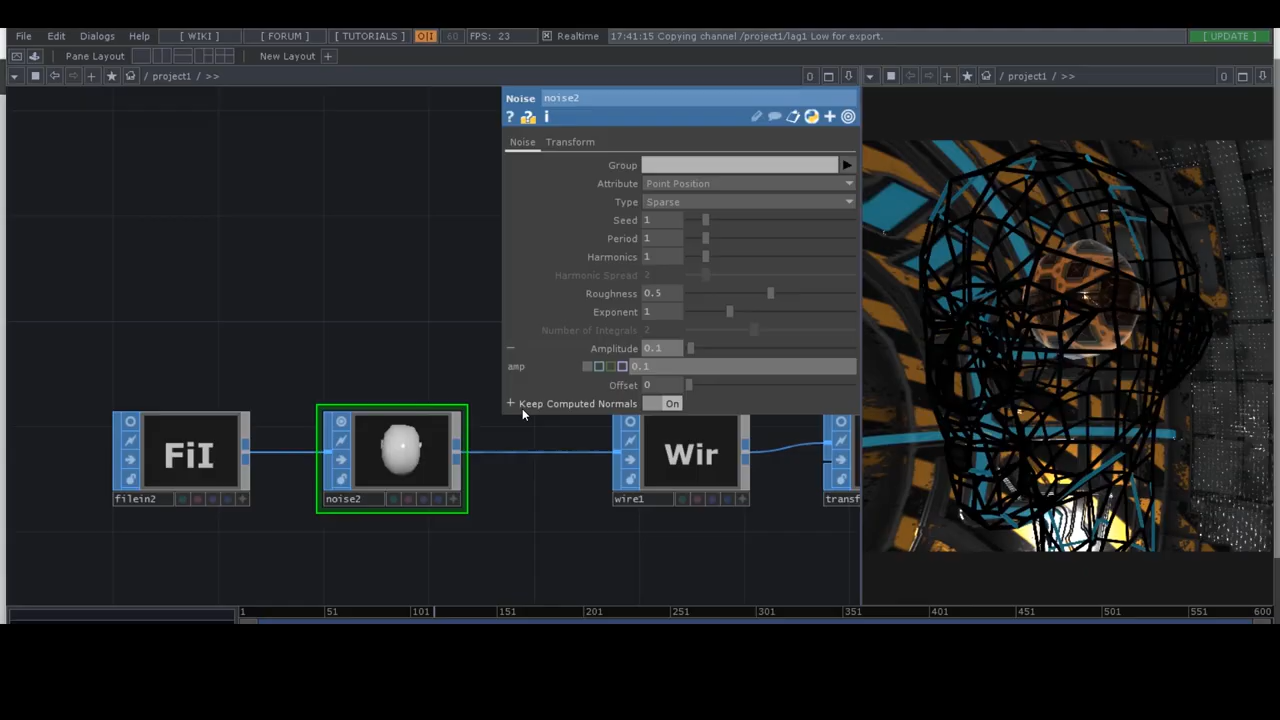 File Edit Dialogs Help [ WIKI ] [ FORUM ] [ TUTORIALS ] O|I 60 FPS: 23 Realtime 17:41:15 Copying channel /project1/lag1 Low for export. [ UPDATE ]
Pane Layout New Layout +
/ project1 / >> 0 / project1 / >> 0
Noise noise2
? ? i
Noise Transform
Group
Attribute Point Position
Type Sparse
Seed 1
Period 1
Harmonics 1
Harmonic Spread 2
Roughness 0.5
Exponent 1
Number of Integrals 2
Amplitude 0.1
amp 0.1
Offset 0
+ Keep Computed Normals On
FiI Wir
filein2 noise2 wire1 transf
1 51 101 151 201 251 301 351 401 451 501 551 600